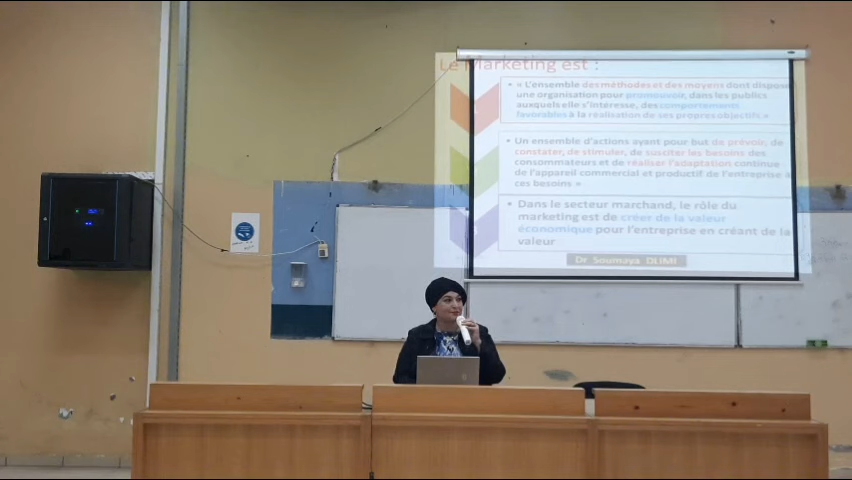 Le Marketing est :
• « L'ensemble des méthodes et des moyens dont dispose
une organisation pour promouvoir, dans les publics
auxquels elle s'intéresse, des comportements
favorables à la réalisation de ses propres objectifs. »
Un ensemble d'actions ayant pour but de prévoir, de
constater, de stimuler, de susciter les besoins des
consommateurs et de réaliser l'adaptation continue
de l'appareil commercial et productif de l'entreprise à
ces besoins »
• Dans le secteur marchand, le rôle du
marketing est de créer de la valeur
économique pour l'entreprise en créant de la
valeur
Dr Soumaya DLIMI